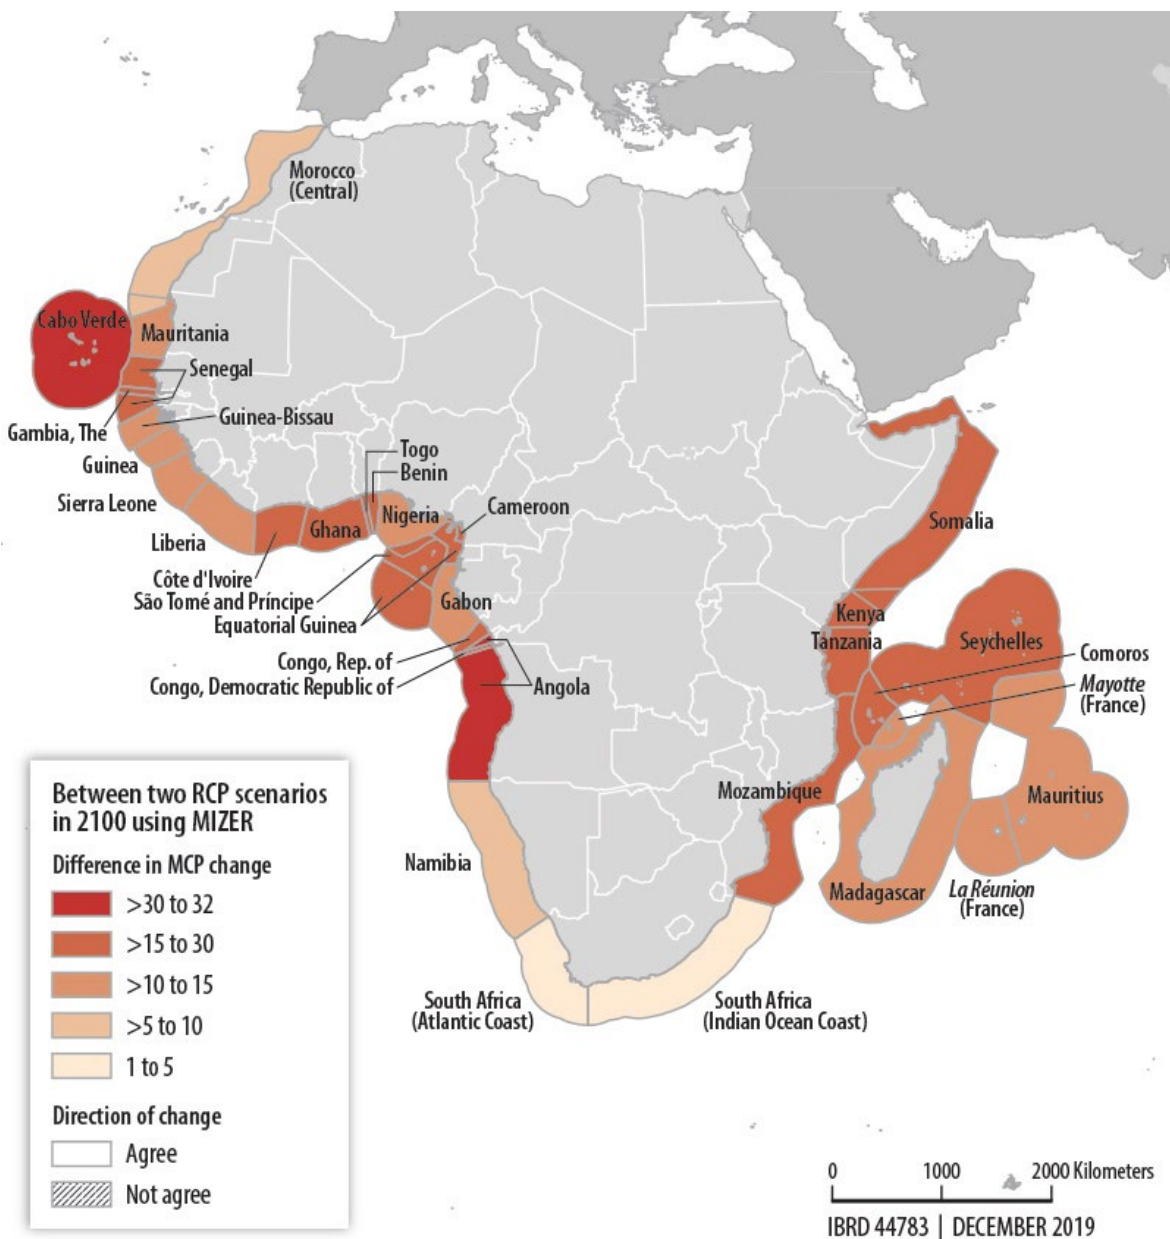 Morocco
(Central)
Cabo Verde
Mauritania
Senegal
Gambia, The
Guinea-Bissau
Guinea
Sierra Leone
Liberia
Togo
Benin
Nigeria
Cameroon
Ghana
Côte d'Ivoire
São Tomé and Príncipe
Equatorial Guinea
Gabon
Congo, Rep. of
Congo, Democratic Republic of
Angola
Somalia
Kenya
Tanzania
Seychelles
Comoros
Mayotte
(France)
Mozambique
Mauritius
Madagascar
La Réunion
(France)
Namibia
South Africa
(Atlantic Coast)
South Africa
(Indian Ocean Coast)
Between two RCP scenarios
in 2100 using MIZER
Difference in MCP change
>30 to 32
>15 to 30
>10 to 15
>5 to 10
1 to 5
Direction of change
Agree
Not agree
0 1000 2000 Kilometers
IBRD 44783 | DECEMBER 2019